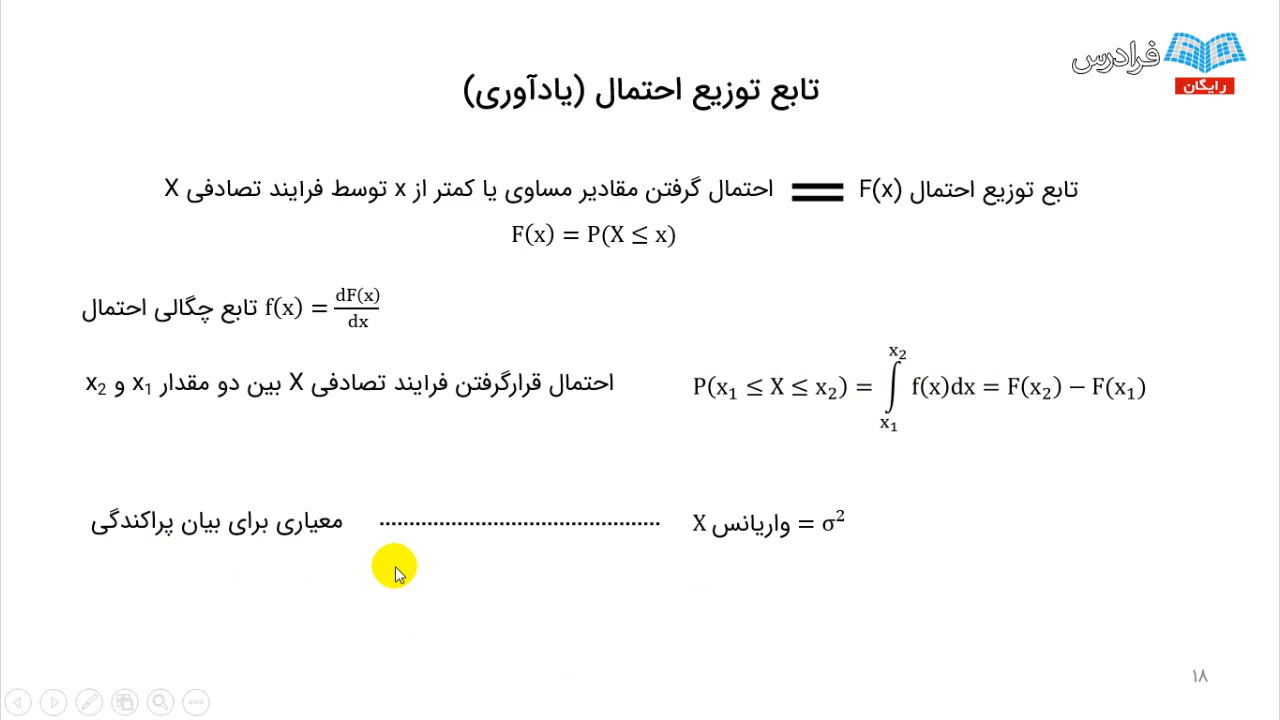 فرادرس
رایگان
تابع توزیع احتمال (یادآوری)
تابع توزیع احتمال F(x) = احتمال گرفتن مقادیر مساوی یا کمتر از x توسط فرایند تصادفی X
F(x) = P(X ≤ x)
تابع چگالی احتمال f(x) = dF(x)/dx
احتمال قرارگرفتن فرایند تصادفی X بین دو مقدار x₁ و x₂
P(x₁ ≤ X ≤ x₂) = ∫_{x₁}^{x₂} f(x)dx = F(x₂) − F(x₁)
X واریانس = σ²
................................................
معیاری برای بیان پراکندگی
۱۸